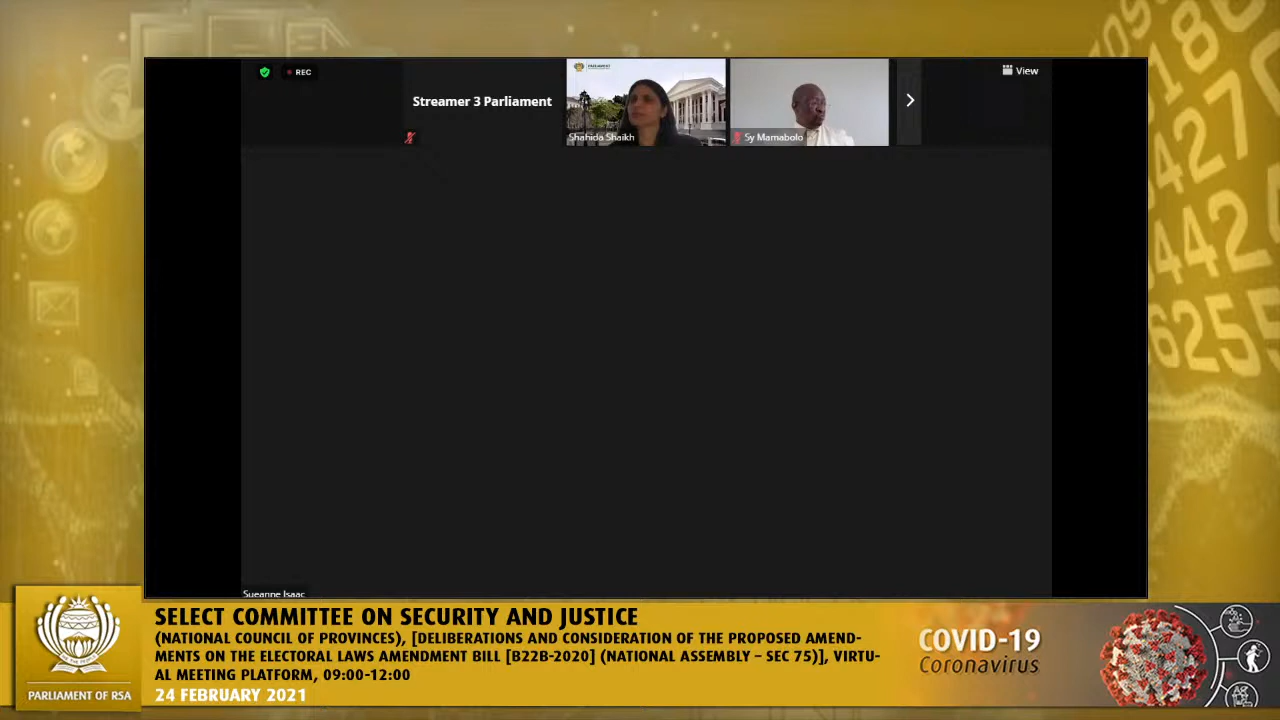 REC
View
Streamer 3 Parliament
PARLIAMENT
Shahida Shaikh
Sy Mamabolo
Sueanne Isaac
SELECT COMMITTEE ON SECURITY AND JUSTICE
(NATIONAL COUNCIL OF PROVINCES), [DELIBERATIONS AND CONSIDERATION OF THE PROPOSED AMEND-
MENTS ON THE ELECTORAL LAWS AMENDMENT BILL [B22B-2020] (NATIONAL ASSEMBLY – SEC 75)], VIRTU-
AL MEETING PLATFORM, 09:00-12:00
24 FEBRUARY 2021
PARLIAMENT OF RSA
COVID-19
Coronavirus